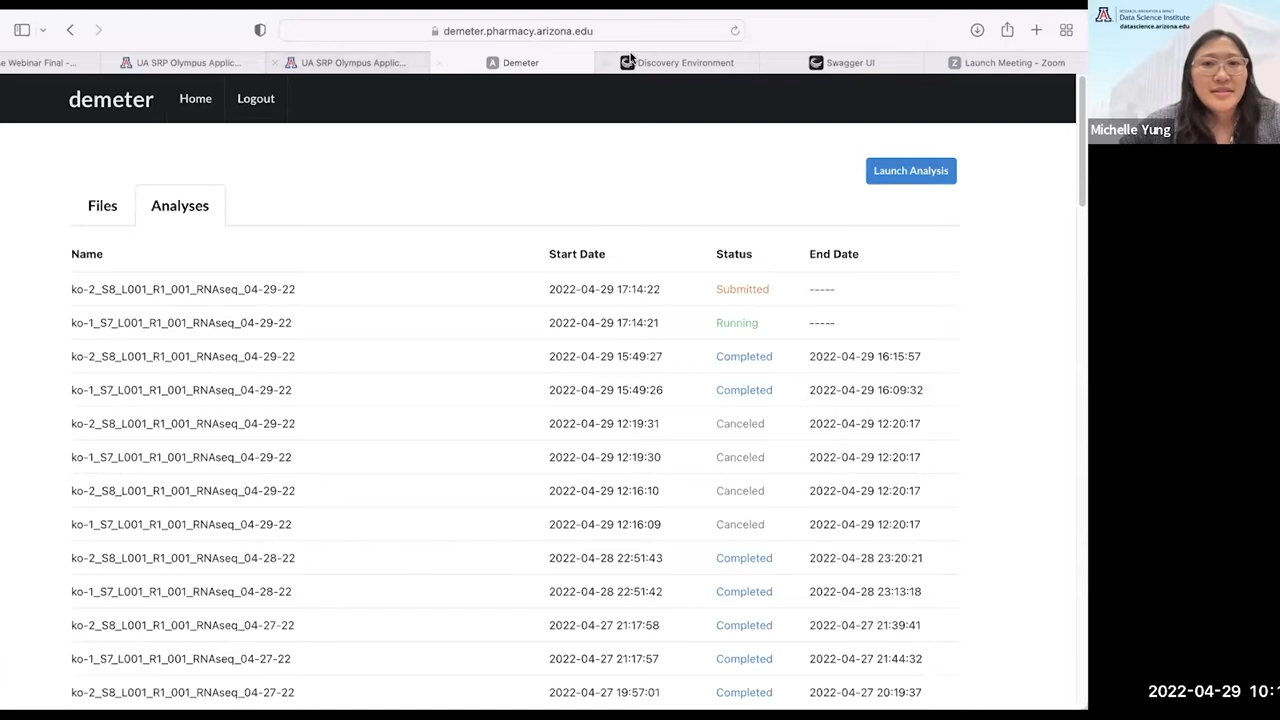 demeter.pharmacy.arizona.edu
se Webinar Final -...
UA SRP Olympus Applic...
UA SRP Olympus Applic...
A Demeter
Discovery Environment
Swagger UI
Z Launch Meeting - Zoom
demeter Home Logout
Launch Analysis
Files Analyses
Name Start Date Status End Date
ko-2_S8_L001_R1_001_RNAseq_04-29-22 2022-04-29 17:14:22 Submitted -----
ko-1_S7_L001_R1_001_RNAseq_04-29-22 2022-04-29 17:14:21 Running -----
ko-2_S8_L001_R1_001_RNAseq_04-29-22 2022-04-29 15:49:27 Completed 2022-04-29 16:15:57
ko-1_S7_L001_R1_001_RNAseq_04-29-22 2022-04-29 15:49:26 Completed 2022-04-29 16:09:32
ko-2_S8_L001_R1_001_RNAseq_04-29-22 2022-04-29 12:19:31 Canceled 2022-04-29 12:20:17
ko-1_S7_L001_R1_001_RNAseq_04-29-22 2022-04-29 12:19:30 Canceled 2022-04-29 12:20:17
ko-2_S8_L001_R1_001_RNAseq_04-29-22 2022-04-29 12:16:10 Canceled 2022-04-29 12:20:17
ko-1_S7_L001_R1_001_RNAseq_04-29-22 2022-04-29 12:16:09 Canceled 2022-04-29 12:20:17
ko-2_S8_L001_R1_001_RNAseq_04-28-22 2022-04-28 22:51:43 Completed 2022-04-28 23:20:21
ko-1_S7_L001_R1_001_RNAseq_04-28-22 2022-04-28 22:51:42 Completed 2022-04-28 23:13:18
ko-2_S8_L001_R1_001_RNAseq_04-27-22 2022-04-27 21:17:58 Completed 2022-04-27 21:39:41
ko-1_S7_L001_R1_001_RNAseq_04-27-22 2022-04-27 21:17:57 Completed 2022-04-27 21:44:32
ko-2_S8_L001_R1_001_RNAseq_04-27-22 2022-04-27 19:57:01 Completed 2022-04-27 20:19:37
RESEARCH, INNOVATION & IMPACT
Data Science Institute
datascience.arizona.edu
Michelle Yung
2022-04-29 10:1